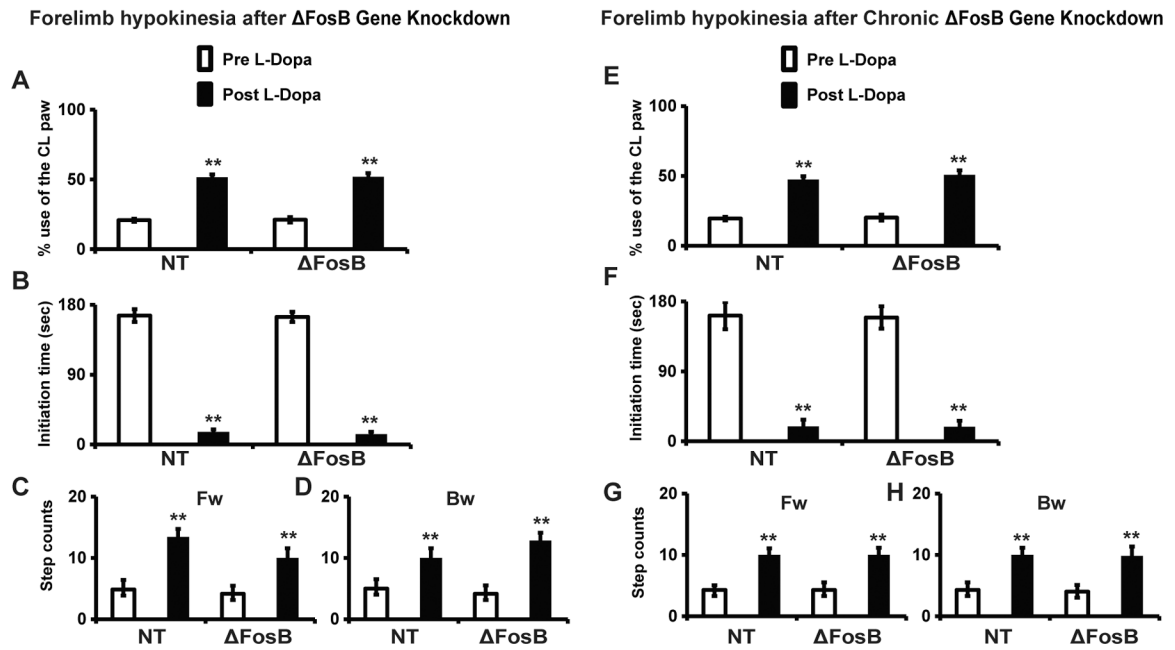 Forelimb hypokinesia after ΔFosB Gene Knockdown
Pre L-Dopa
Post L-Dopa
A
% use of the CL paw
100
50
0
** **
NT ΔFosB
B
Initiation time (sec)
180
90
0
** **
NT ΔFosB
C
Fw
Step counts
20
10
0
** **
NT ΔFosB
D
Bw
20
10
0
** **
NT ΔFosB
Forelimb hypokinesia after Chronic ΔFosB Gene Knockdown
Pre L-Dopa
Post L-Dopa
E
% use of the CL paw
100
50
0
** **
NT ΔFosB
F
Initiation time (sec)
180
90
0
** **
NT ΔFosB
G
Fw
Step counts
20
10
0
** **
NT ΔFosB
H
Bw
20
10
0
** **
NT ΔFosB